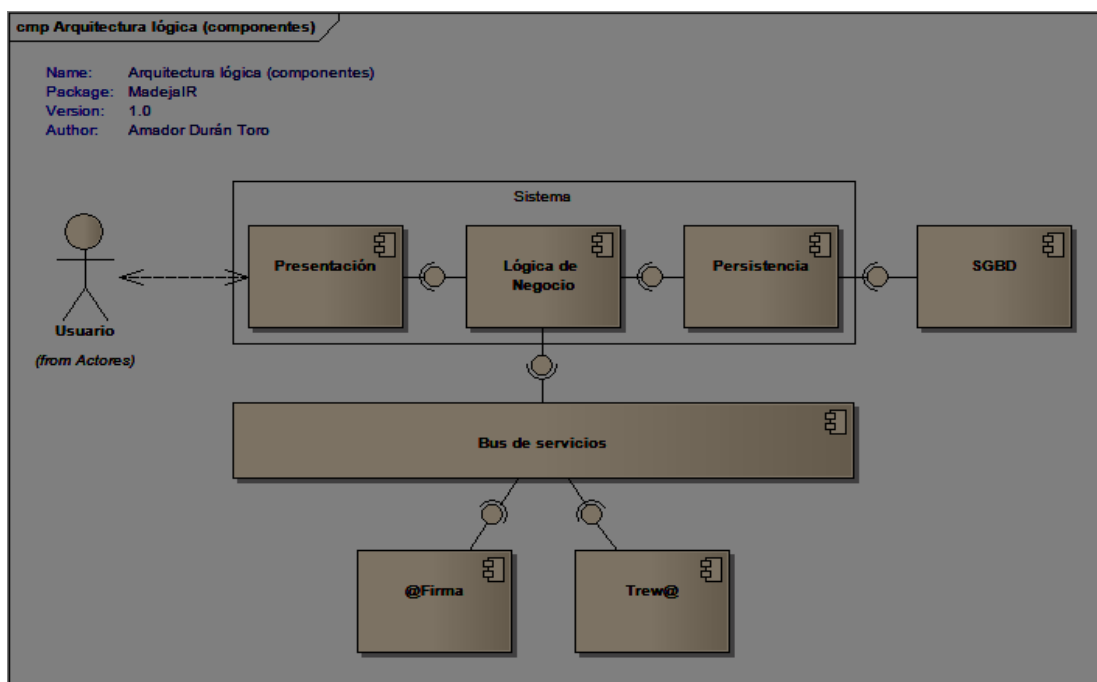 cmp Arquitectura lógica (componentes)
Name: Arquitectura lógica (componentes)
Package: MadejaIR
Version: 1.0
Author: Amador Durán Toro
Sistema
Presentación
Lógica de
Negocio
Persistencia
SGBD
Usuario
(from Actores)
Bus de servicios
@Firma
Trew@